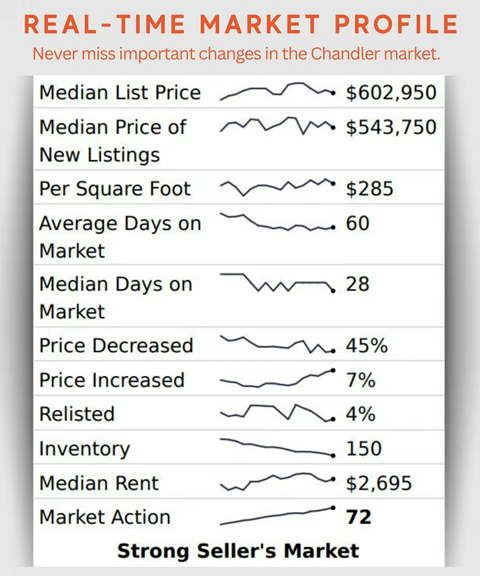 REAL-TIME MARKET PROFILE
Never miss important changes in the Chandler market.
Median List Price $602,950
Median Price of $543,750
New Listings
Per Square Foot $285
Average Days on 60
Market
Median Days on 28
Market
Price Decreased 45%
Price Increased 7%
Relisted 4%
Inventory 150
Median Rent $2,695
Market Action 72
Strong Seller's Market